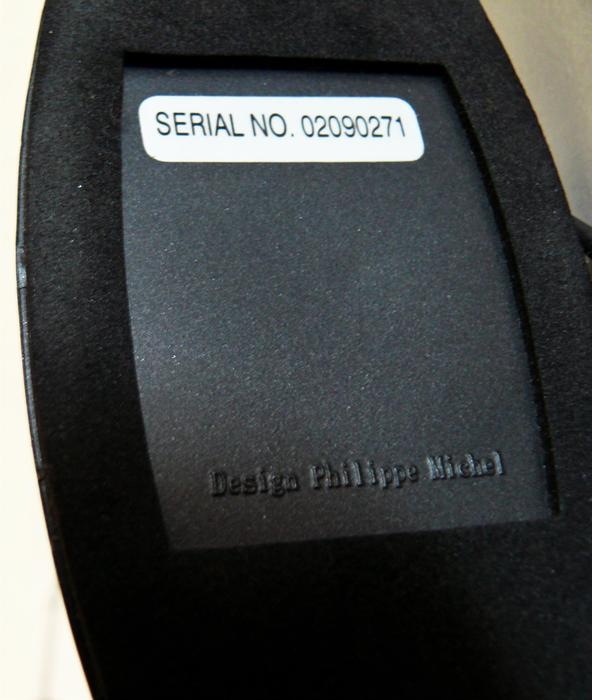 SERIAL NO. 02090271
Design Philippe Michel